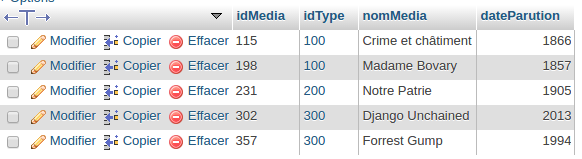 Options
idMedia idType nomMedia dateParution
Modifier Copier Effacer 115 100 Crime et châtiment 1866
Modifier Copier Effacer 198 100 Madame Bovary 1857
Modifier Copier Effacer 231 200 Notre Patrie 1905
Modifier Copier Effacer 302 300 Django Unchained 2013
Modifier Copier Effacer 357 300 Forrest Gump 1994